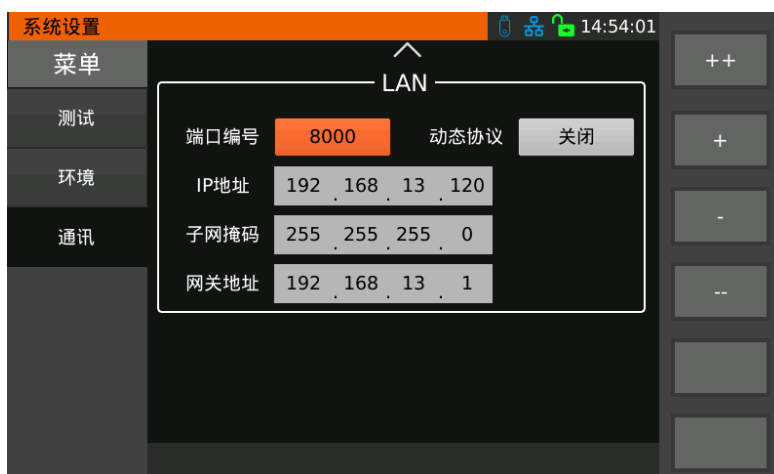 系统设置 14:54:01
菜单
测试
环境
通讯
LAN
端口编号 8000 动态协议 关闭
IP地址 192 . 168 . 13 . 120
子网掩码 255 . 255 . 255 . 0
网关地址 192 . 168 . 13 . 1
++
+
-
--